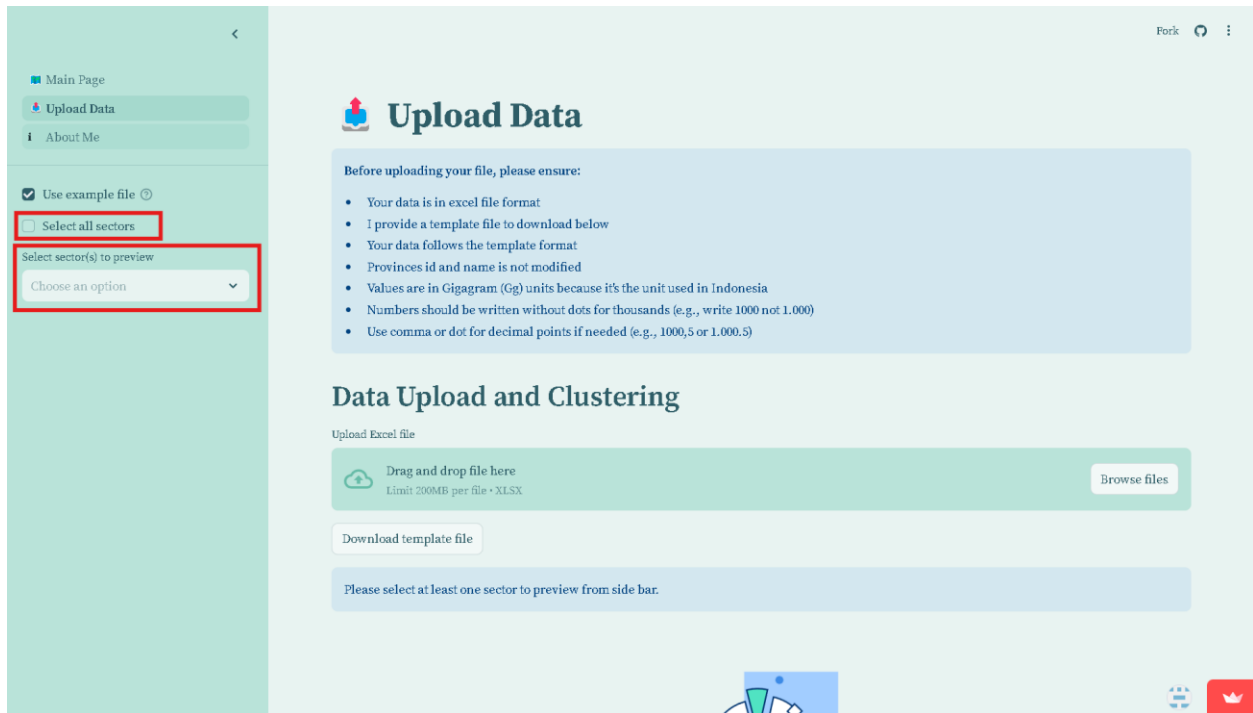 Fork
Main Page
Upload Data
i About Me
Use example file
Select all sectors
Select sector(s) to preview
Choose an option
Upload Data
Before uploading your file, please ensure:
• Your data is in excel file format
• I provide a template file to download below
• Your data follows the template format
• Provinces id and name is not modified
• Values are in Gigagram (Gg) units because it's the unit used in Indonesia
• Numbers should be written without dots for thousands (e.g., write 1000 not 1.000)
• Use comma or dot for decimal points if needed (e.g., 1000,5 or 1.000.5)
Data Upload and Clustering
Upload Excel file
Drag and drop file here
Limit 200MB per file • XLSX
Browse files
Download template file
Please select at least one sector to preview from side bar.